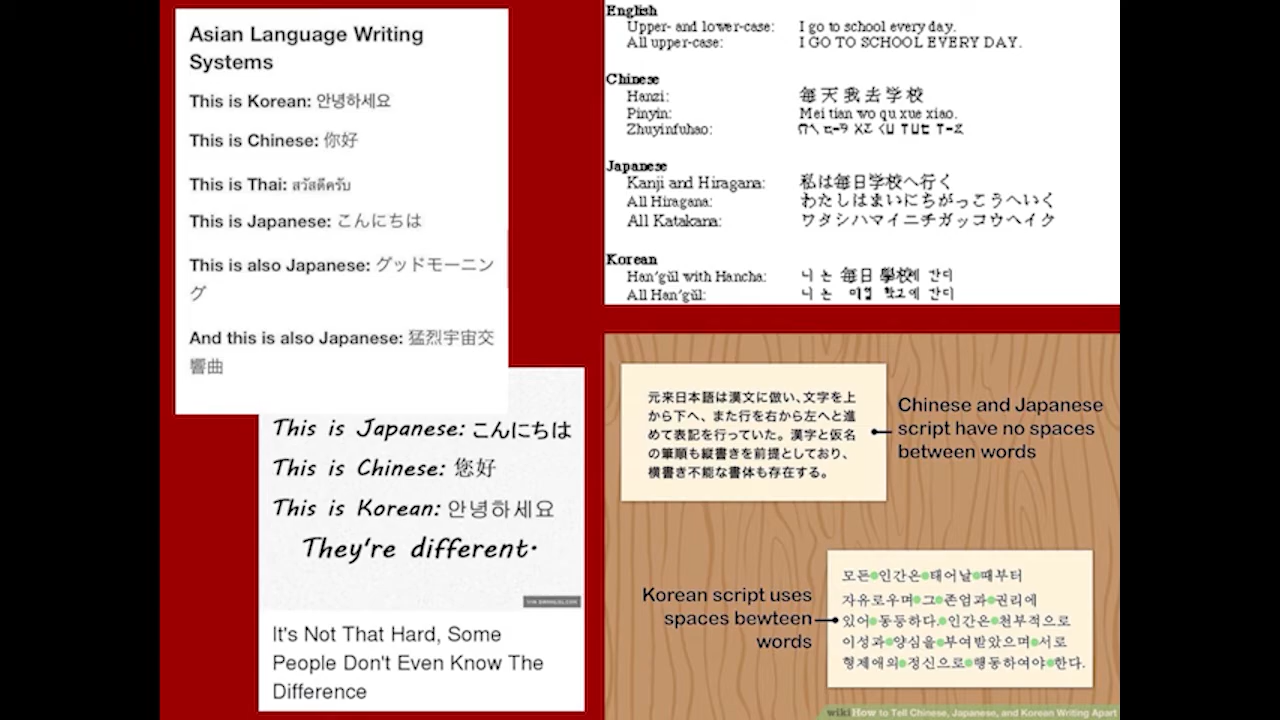 Asian Language Writing
Systems
This is Korean: 안녕하세요
This is Chinese: 你好
This is Thai: สวัสดีครับ
This is Japanese: こんにちは
This is also Japanese: グッドモーニン
グ
And this is also Japanese: 猛烈宇宙交
響曲
This is Japanese: こんにちは
This is Chinese: 您好
This is Korean: 안녕하세요
They're different.
It's Not That Hard, Some
People Don't Even Know The
Difference
English
Upper- and lower-case: I go to school every day.
All upper-case: I GO TO SCHOOL EVERY DAY.
Chinese
Hanzi: 每天我去学校
Pinyin: Mei tian wo qu xue xiao.
Zhuyinfuhao:
Japanese
Kanji and Hiragana: 私は毎日学校へ行く
All Hiragana: わたしはまいにちがっこうへいく
All Katakana: ワタシハマイニチガッコウヘイク
Korean
Han'gŭl with Hancha: 毎日 學校에 간다
All Han'gŭl: 매일 학교에 간다
元来日本語は漢文に倣い、文字を上
から下へ、また行を右から左へと進
めて表記を行っていた。漢字と仮名
の筆順も縦書きを前提としており、
横書き不能な書体も存在する。
Chinese and Japanese
script have no spaces
between words
Korean script uses
spaces bewteen
words
모든 인간은 태어날 때부터
자유로우며 그 존엄과 권리에
있어 동등하다. 인간은 천부적으로
이성과 양심을 부여받았으며 서로
형제애의 정신으로 행동하여야 한다.
wikiHow to Tell Chinese, Japanese, and Korean Writing Apart